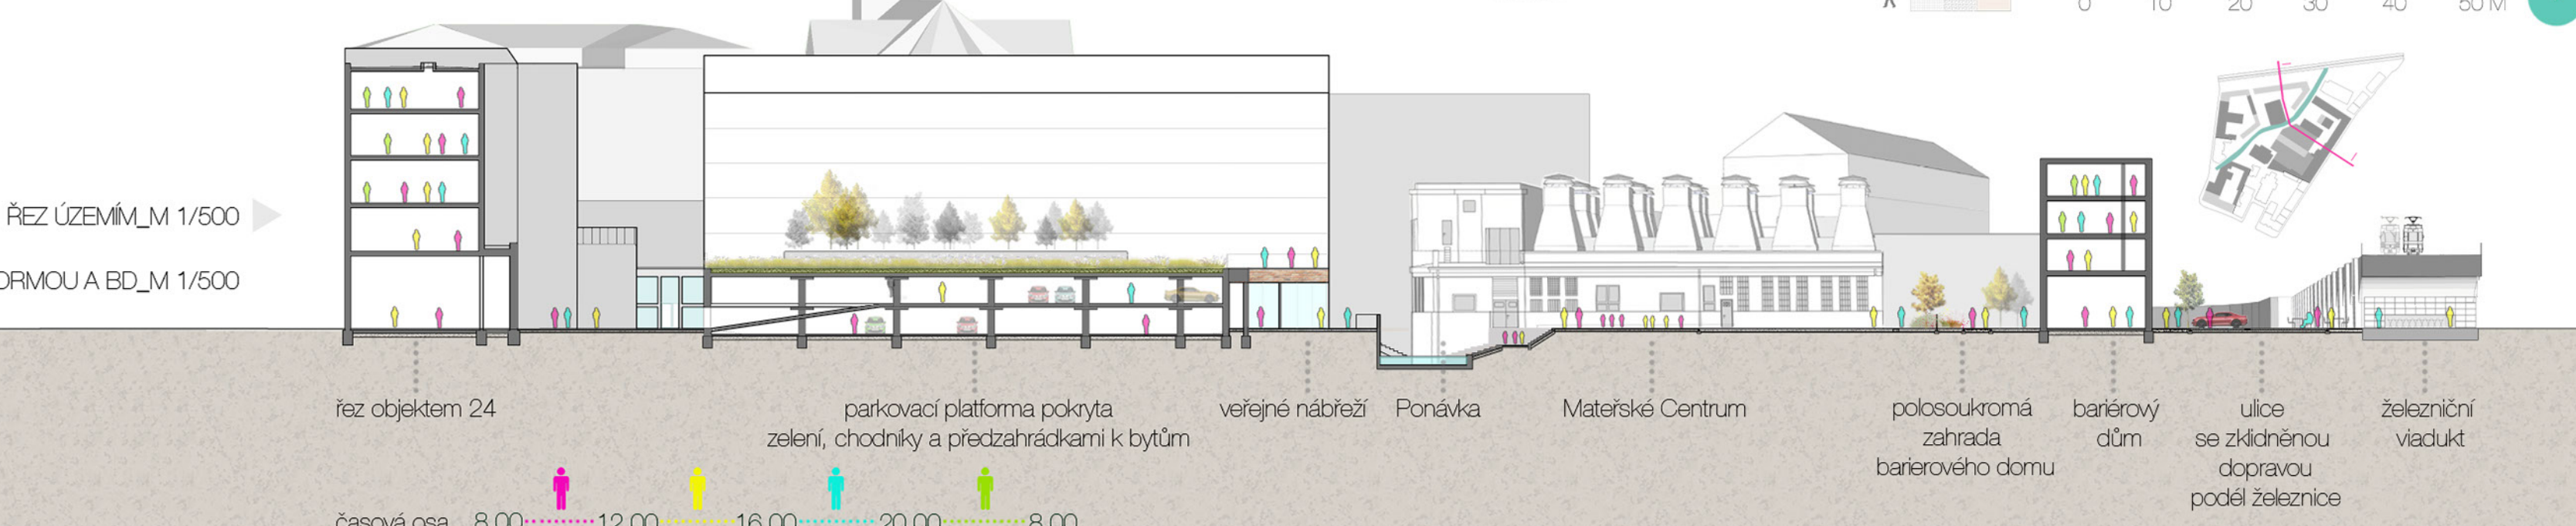 0 10 20 30 40 50 M
ŘEZ ÚZEMÍM_M 1/500
ORMOU A BD_M 1/500
řez objektem 24
parkovací platforma pokryta
zelení, chodníky a předzahrádkami k bytům
veřejné nábřeží
Ponávka
Mateřské Centrum
polosoukromá
zahrada
barierového domu
bariérový
dům
ulice
se zklidněnou
dopravou
podél železnice
železniční
viadukt
časová osa 8.00 12.00 16.00 20.00 8.00